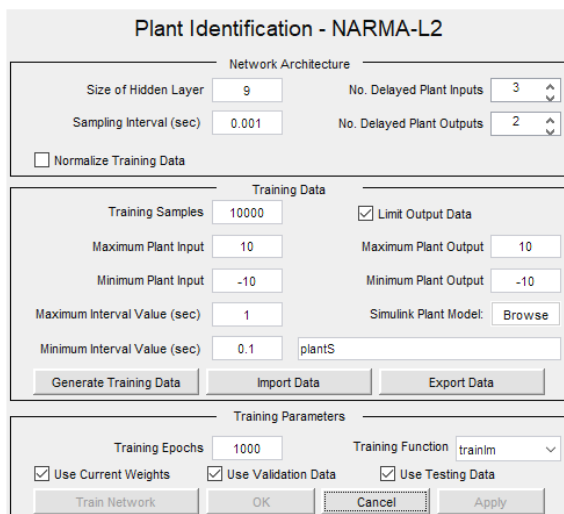 Plant Identification - NARMA-L2
Network Architecture
Size of Hidden Layer 9 No. Delayed Plant Inputs 3
Sampling Interval (sec) 0.001 No. Delayed Plant Outputs 2
Normalize Training Data
Training Data
Training Samples 10000 Limit Output Data
Maximum Plant Input 10 Maximum Plant Output 10
Minimum Plant Input -10 Minimum Plant Output -10
Maximum Interval Value (sec) 1 Simulink Plant Model: Browse
Minimum Interval Value (sec) 0.1 plantS
Generate Training Data Import Data Export Data
Training Parameters
Training Epochs 1000 Training Function trainlm
Use Current Weights Use Validation Data Use Testing Data
Train Network OK Cancel Apply